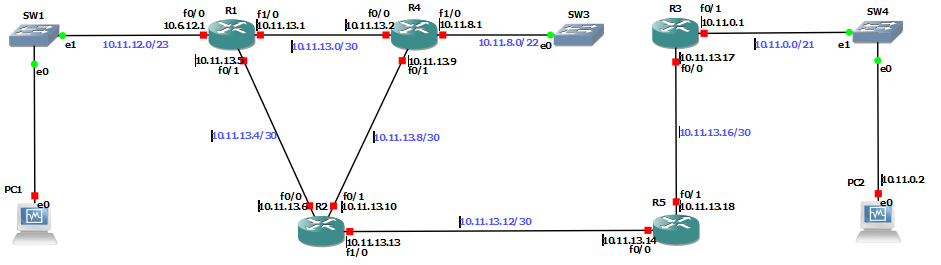 SW1
e1
e0
10.11.12.0/23
f0/0
10.6.12.1
R1
f1/0
10.11.13.1
10.11.13.0/30
f0/0
10.11.13.2
R4
f1/0
10.11.8.1
10.11.8.0/22
e0
SW3
R3
f0/1
10.11.0.1
10.11.0.0/21
e1
SW4
e0
10.11.13.5
f0/1
10.11.13.9
f0/1
10.11.13.17
f0/0
10.11.13.4/30
10.11.13.8/30
10.11.13.16/30
PC1
e0
f0/0
10.11.13.6
R2
f0/1
10.11.13.10
10.11.13.13
f1/0
10.11.13.12/30
10.11.13.14
f0/0
R5
f0/1
10.11.13.18
10.11.0.2
PC2
e0